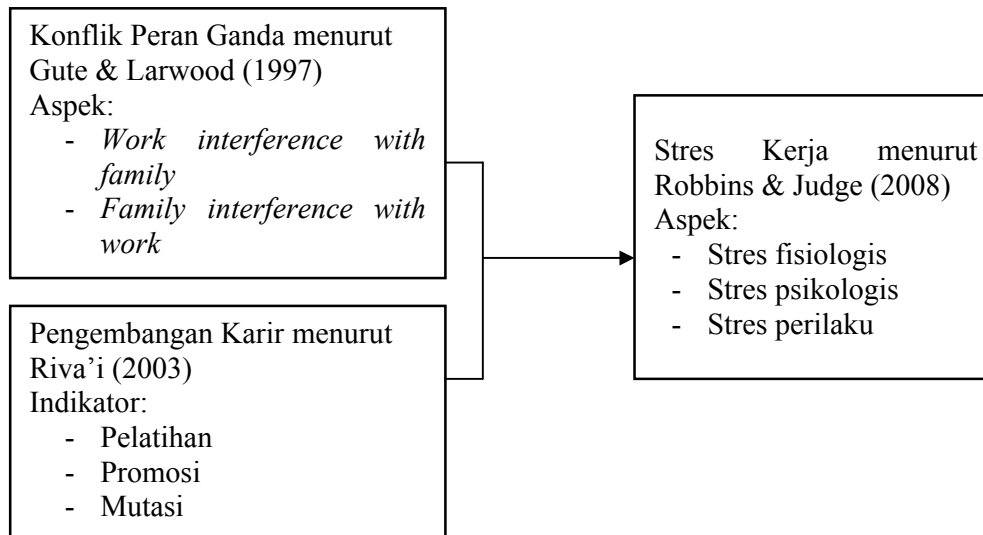 Konflik Peran Ganda menurut
Gute & Larwood (1997)
Aspek:
- Work interference with
family
- Family interference with
work
Pengembangan Karir menurut
Riva’i (2003)
Indikator:
- Pelatihan
- Promosi
- Mutasi
Stres Kerja menurut
Robbins & Judge (2008)
Aspek:
- Stres fisiologis
- Stres psikologis
- Stres perilaku